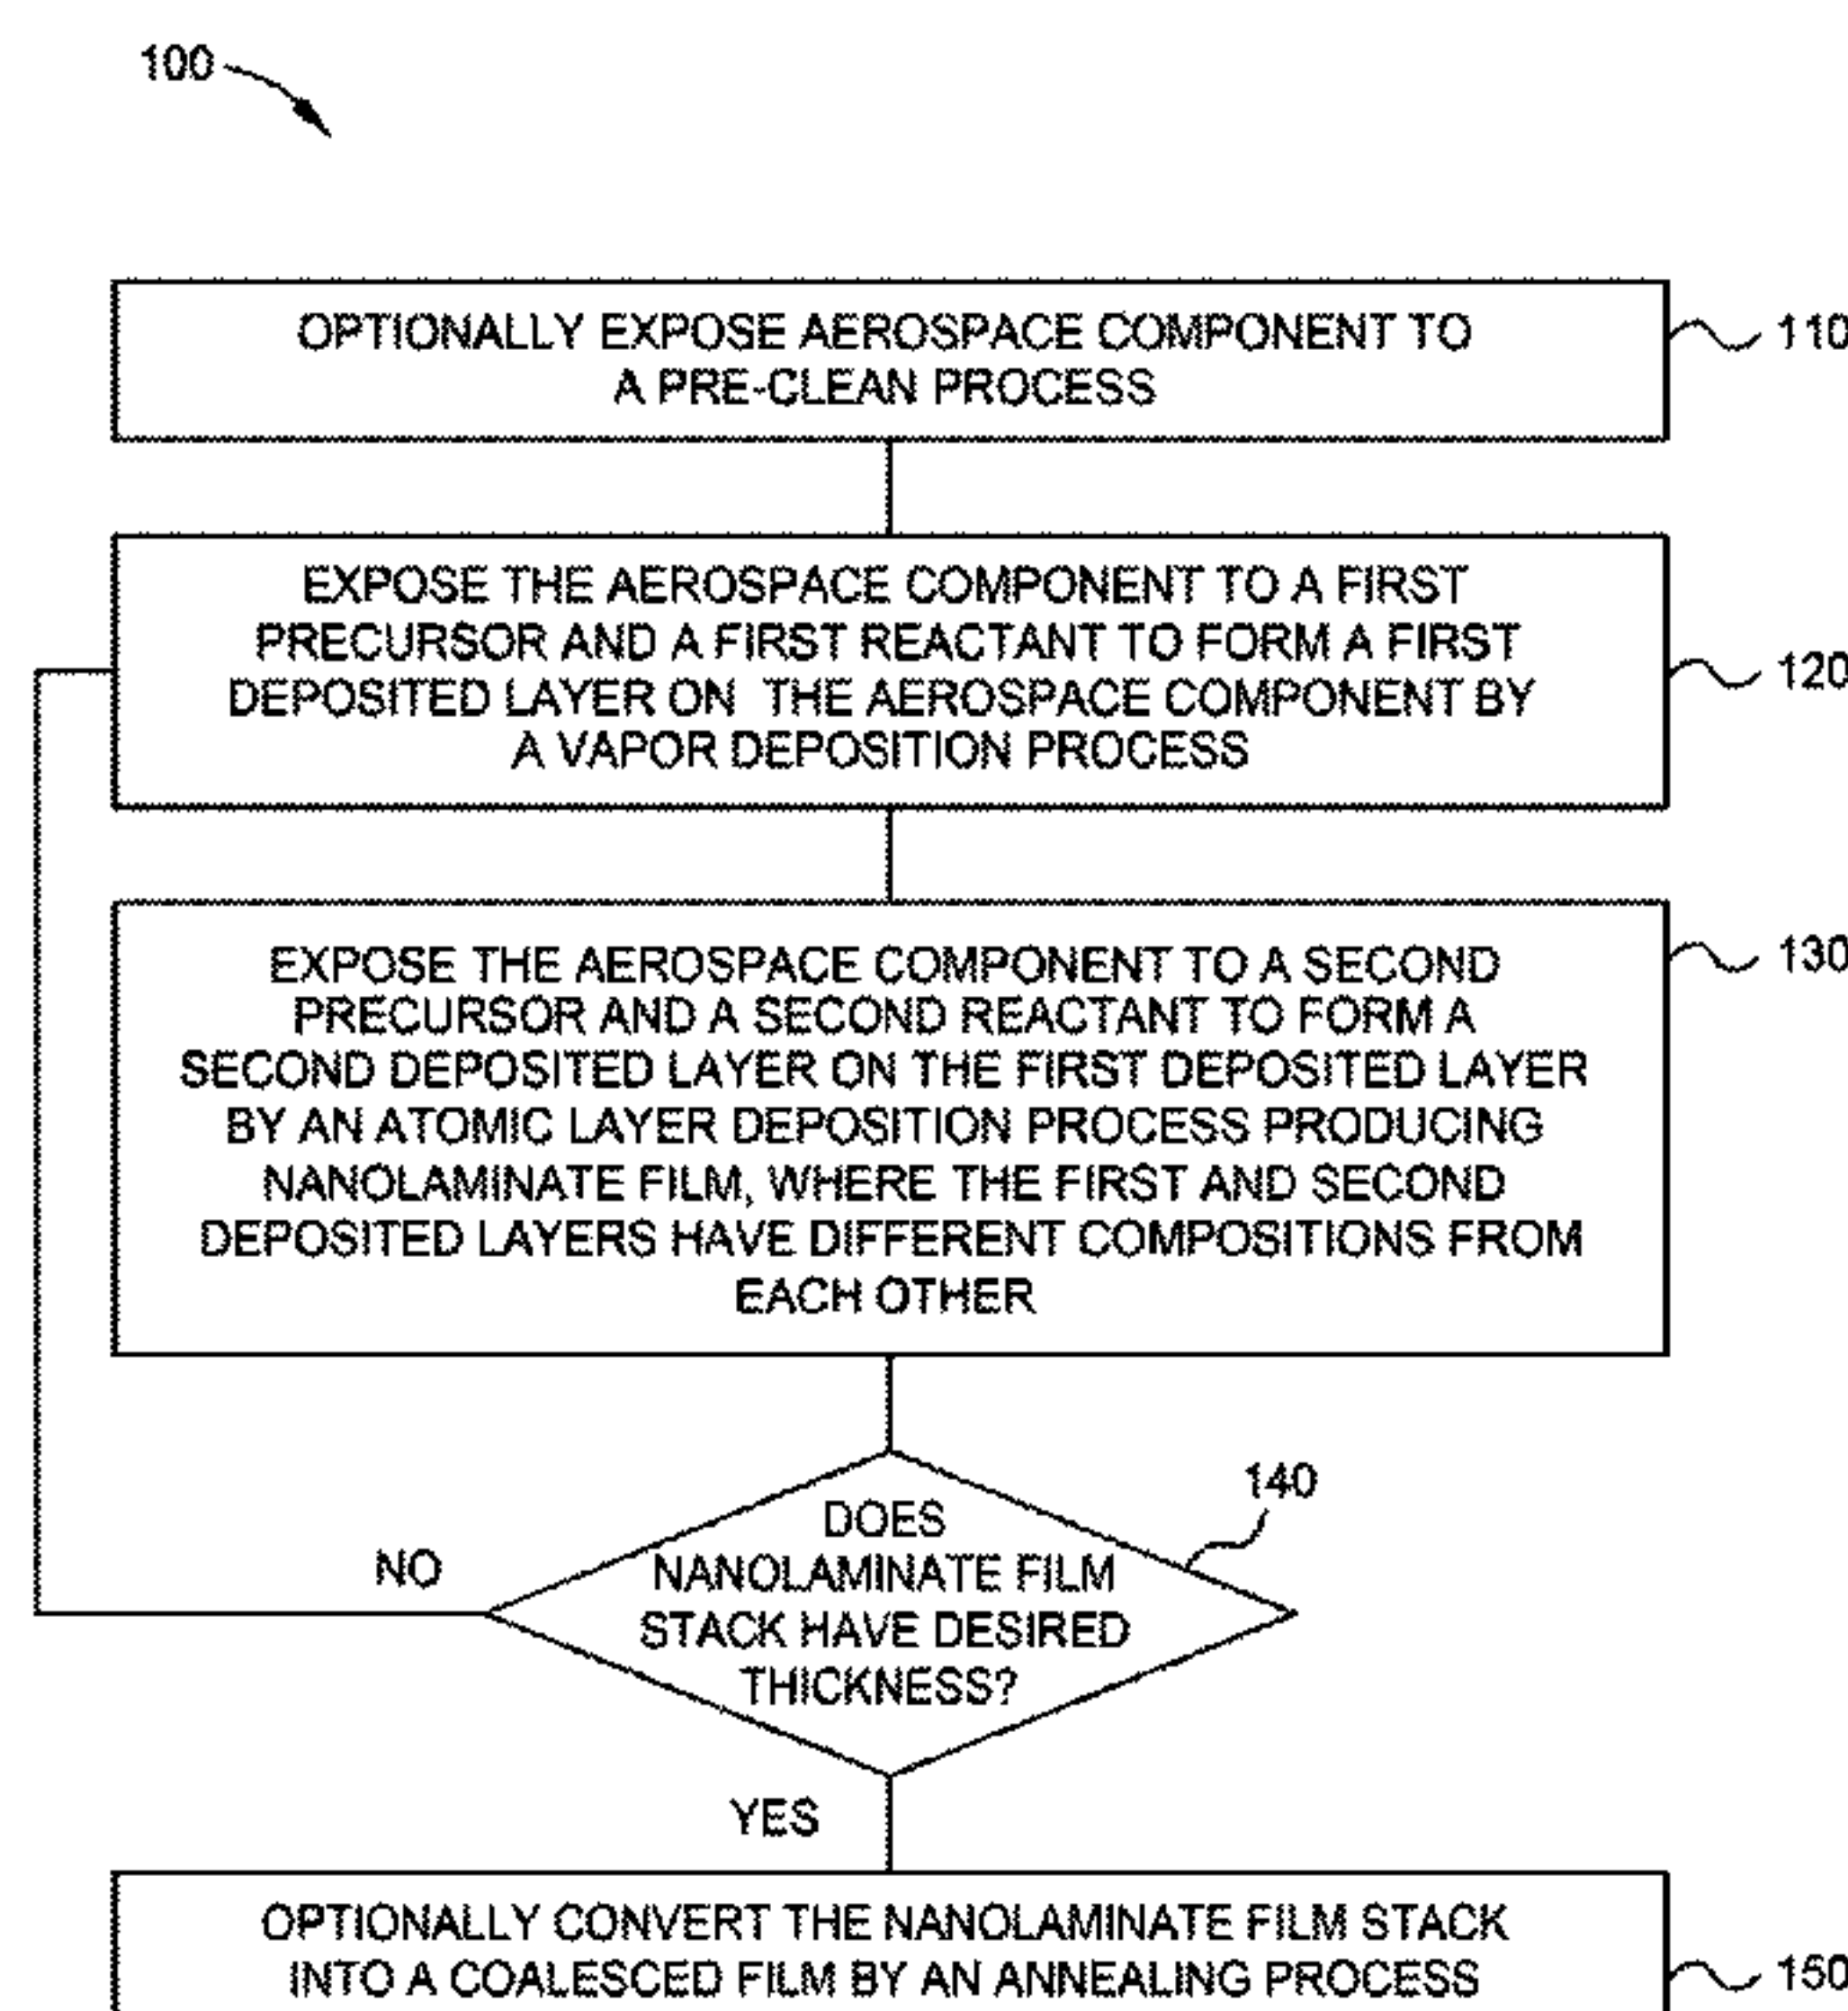 100
OPTIONALLY EXPOSE AEROSPACE COMPONENT TO
A PRE-CLEAN PROCESS
110
EXPOSE THE AEROSPACE COMPONENT TO A FIRST
PRECURSOR AND A FIRST REACTANT TO FORM A FIRST
DEPOSITED LAYER ON THE AEROSPACE COMPONENT BY
A VAPOR DEPOSITION PROCESS
120
EXPOSE THE AEROSPACE COMPONENT TO A SECOND
PRECURSOR AND A SECOND REACTANT TO FORM A
SECOND DEPOSITED LAYER ON THE FIRST DEPOSITED LAYER
BY AN ATOMIC LAYER DEPOSITION PROCESS PRODUCING
NANOLAMINATE FILM, WHERE THE FIRST AND SECOND
DEPOSITED LAYERS HAVE DIFFERENT COMPOSITIONS FROM
EACH OTHER
130
140
DOES
NANOLAMINATE FILM
STACK HAVE DESIRED
THICKNESS?
NO
YES
OPTIONALLY CONVERT THE NANOLAMINATE FILM STACK
INTO A COALESCED FILM BY AN ANNEALING PROCESS
150